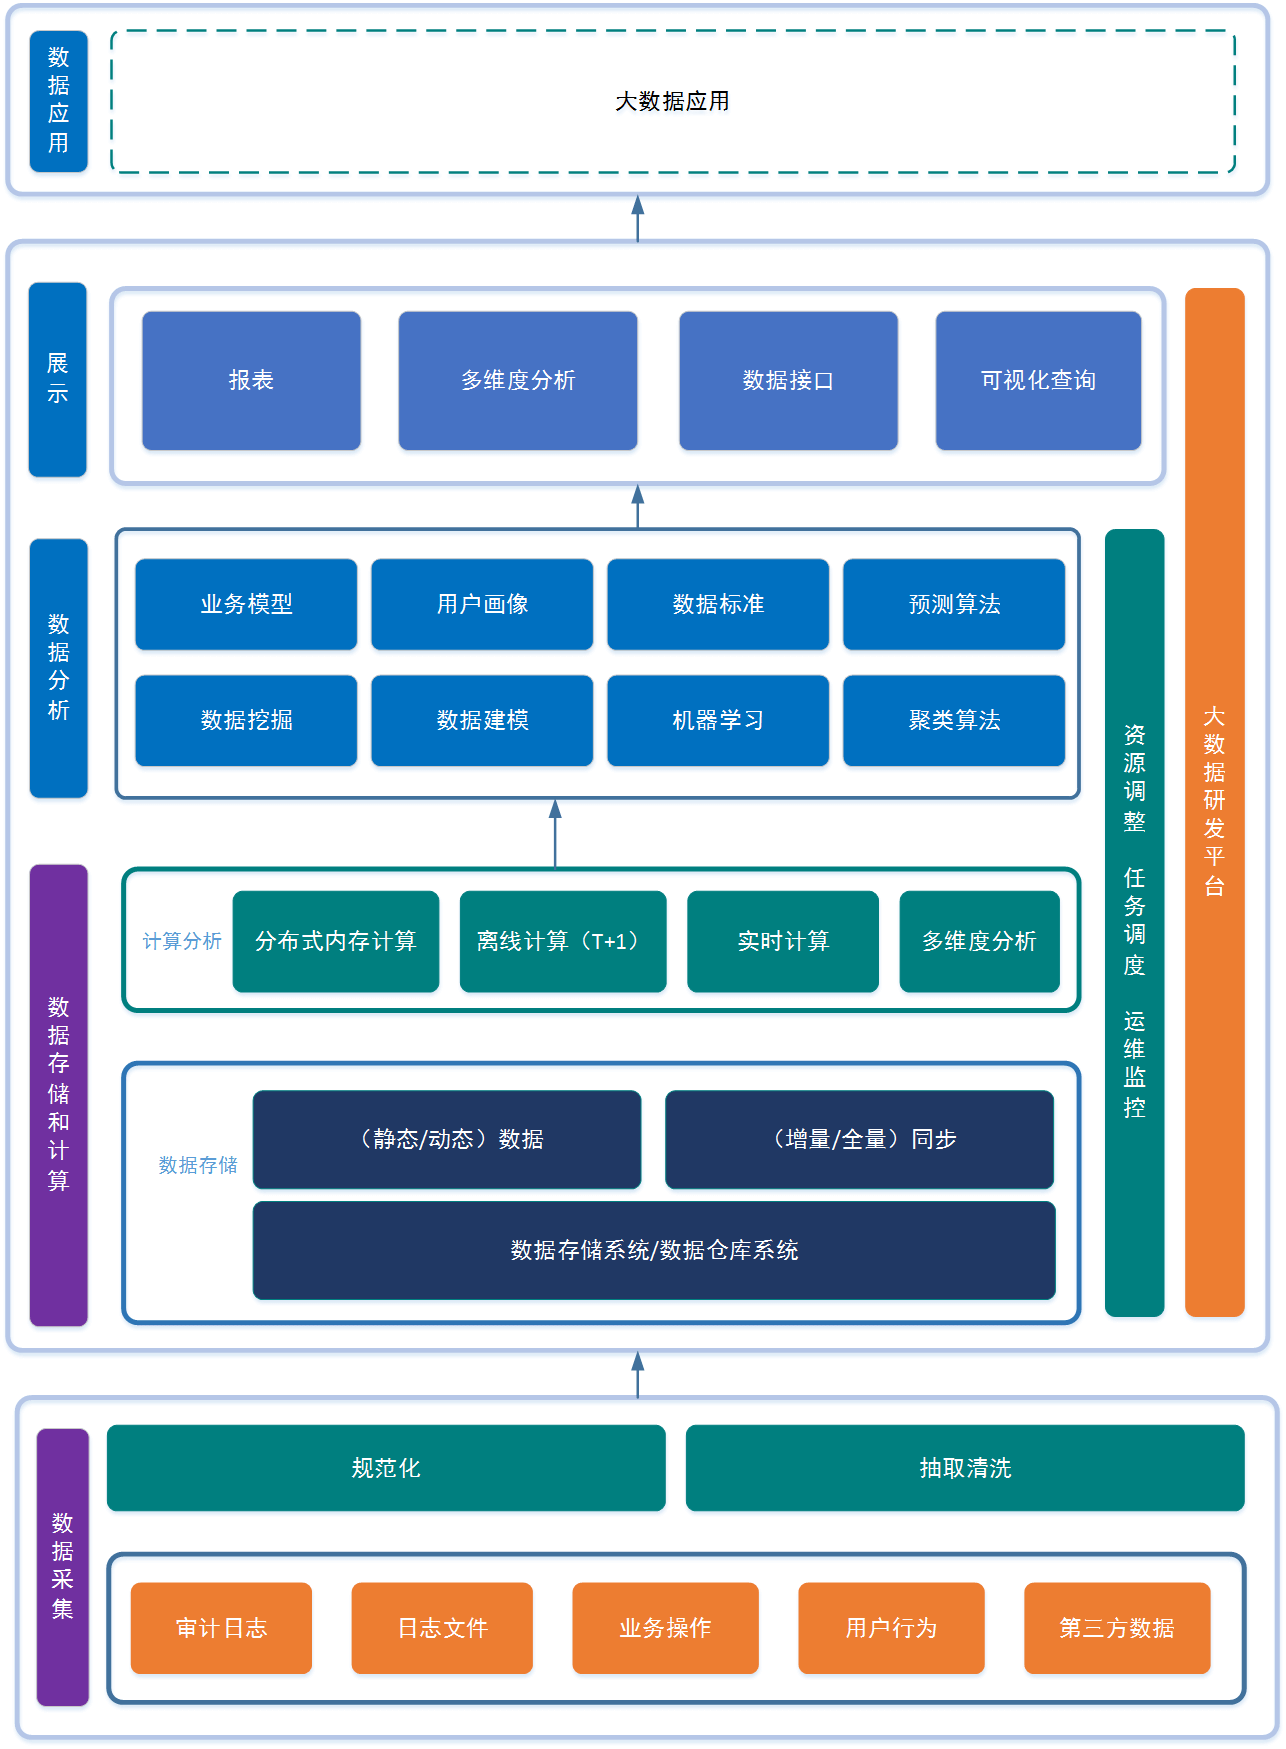 数据应用
大数据应用
展示
报表
多维度分析
数据接口
可视化查询
数据分析
业务模型
用户画像
数据标准
预测算法
数据挖掘
数据建模
机器学习
聚类算法
资源调整 任务调度 运维监控
大数据研发平台
数据存储和计算
计算分析
分布式内存计算
离线计算（T+1）
实时计算
多维度分析
数据存储
（静态/动态）数据
（增量/全量）同步
数据存储系统/数据仓库系统
数据采集
规范化
抽取清洗
审计日志
日志文件
业务操作
用户行为
第三方数据